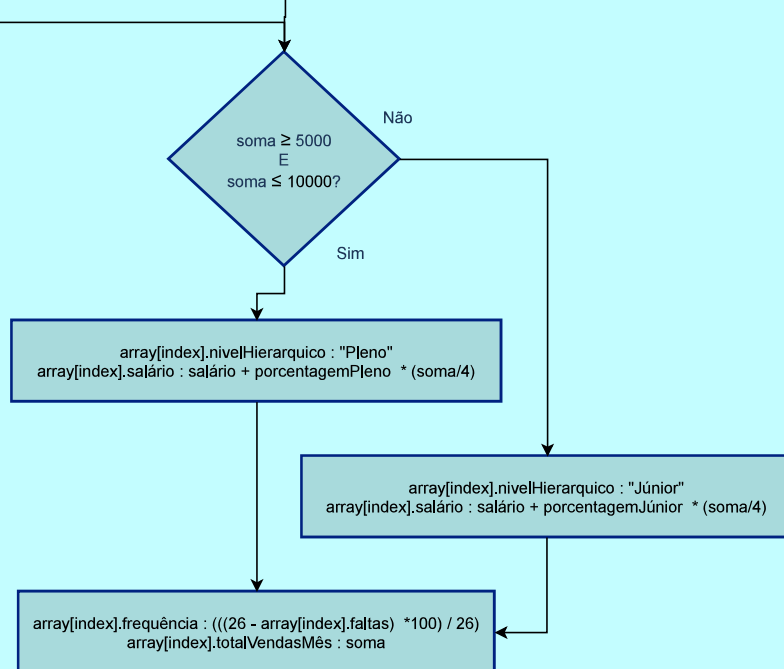 Não
soma ≥ 5000
E
soma ≤ 10000?
Sim
array[index].nivelHierarquico : "Pleno"
array[index].salário : salário + porcentagemPleno * (soma/4)
array[index].nivelHierarquico : "Júnior"
array[index].salário : salário + porcentagemJúnior * (soma/4)
array[index].frequência : (((26 - array[index].faltas) *100) / 26)
array[index].totalVendasMês : soma